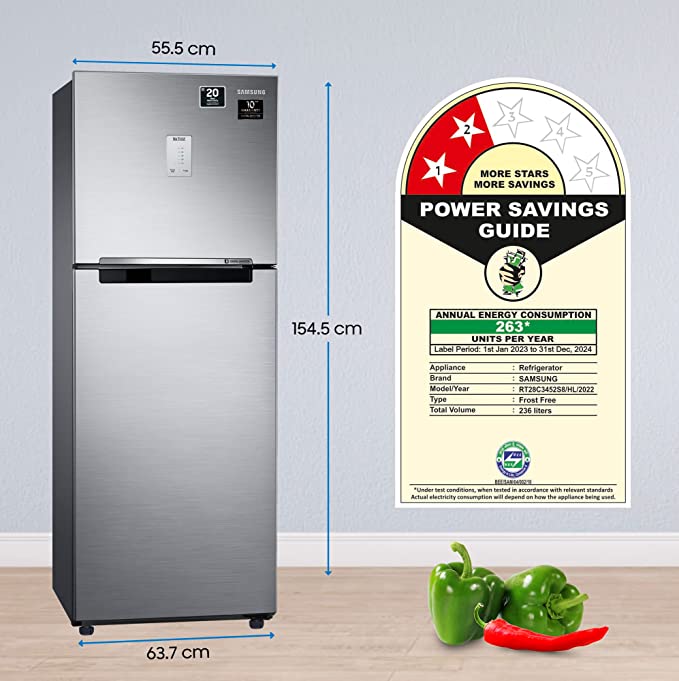 55.5 cm
20
SAMSUNG
10
154.5 cm
63.7 cm
1
2
3
4
5
MORE STARS
MORE SAVINGS
POWER SAVINGS
GUIDE
ANNUAL ENERGY CONSUMPTION
263*
UNITS PER YEAR
Label Period: 1st Jan 2023 to 31st Dec, 2024
Appliance : Refrigerator
Brand : SAMSUNG
Model/Year : RT28C3452S8/HL/2022
Type : Frost Free
Total Volume : 236 liters
*Under test conditions, when tested in accordance with relevant standards
Actual electricity consumption will depend on how the appliance being used.